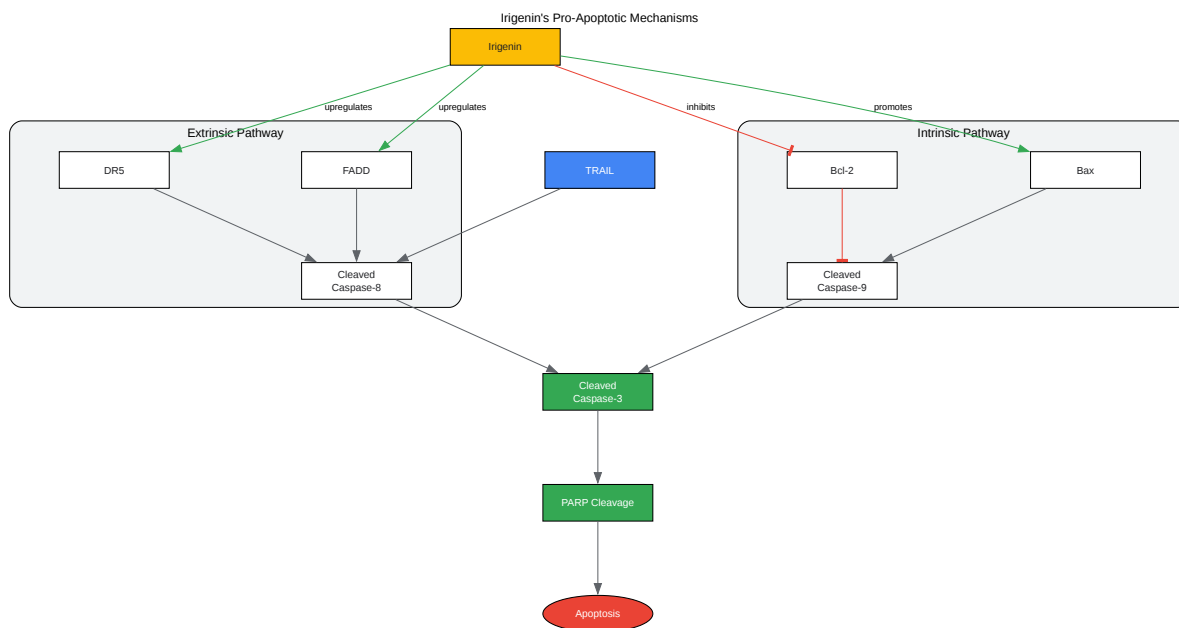 Irigenin's Pro-Apoptotic Mechanisms
Irigenin
upregulates
upregulates
inhibits
promotes
Extrinsic Pathway
Intrinsic Pathway
DR5
FADD
TRAIL
Bcl-2
Bax
Cleaved
Caspase-8
Cleaved
Caspase-9
Cleaved
Caspase-3
PARP Cleavage
Apoptosis